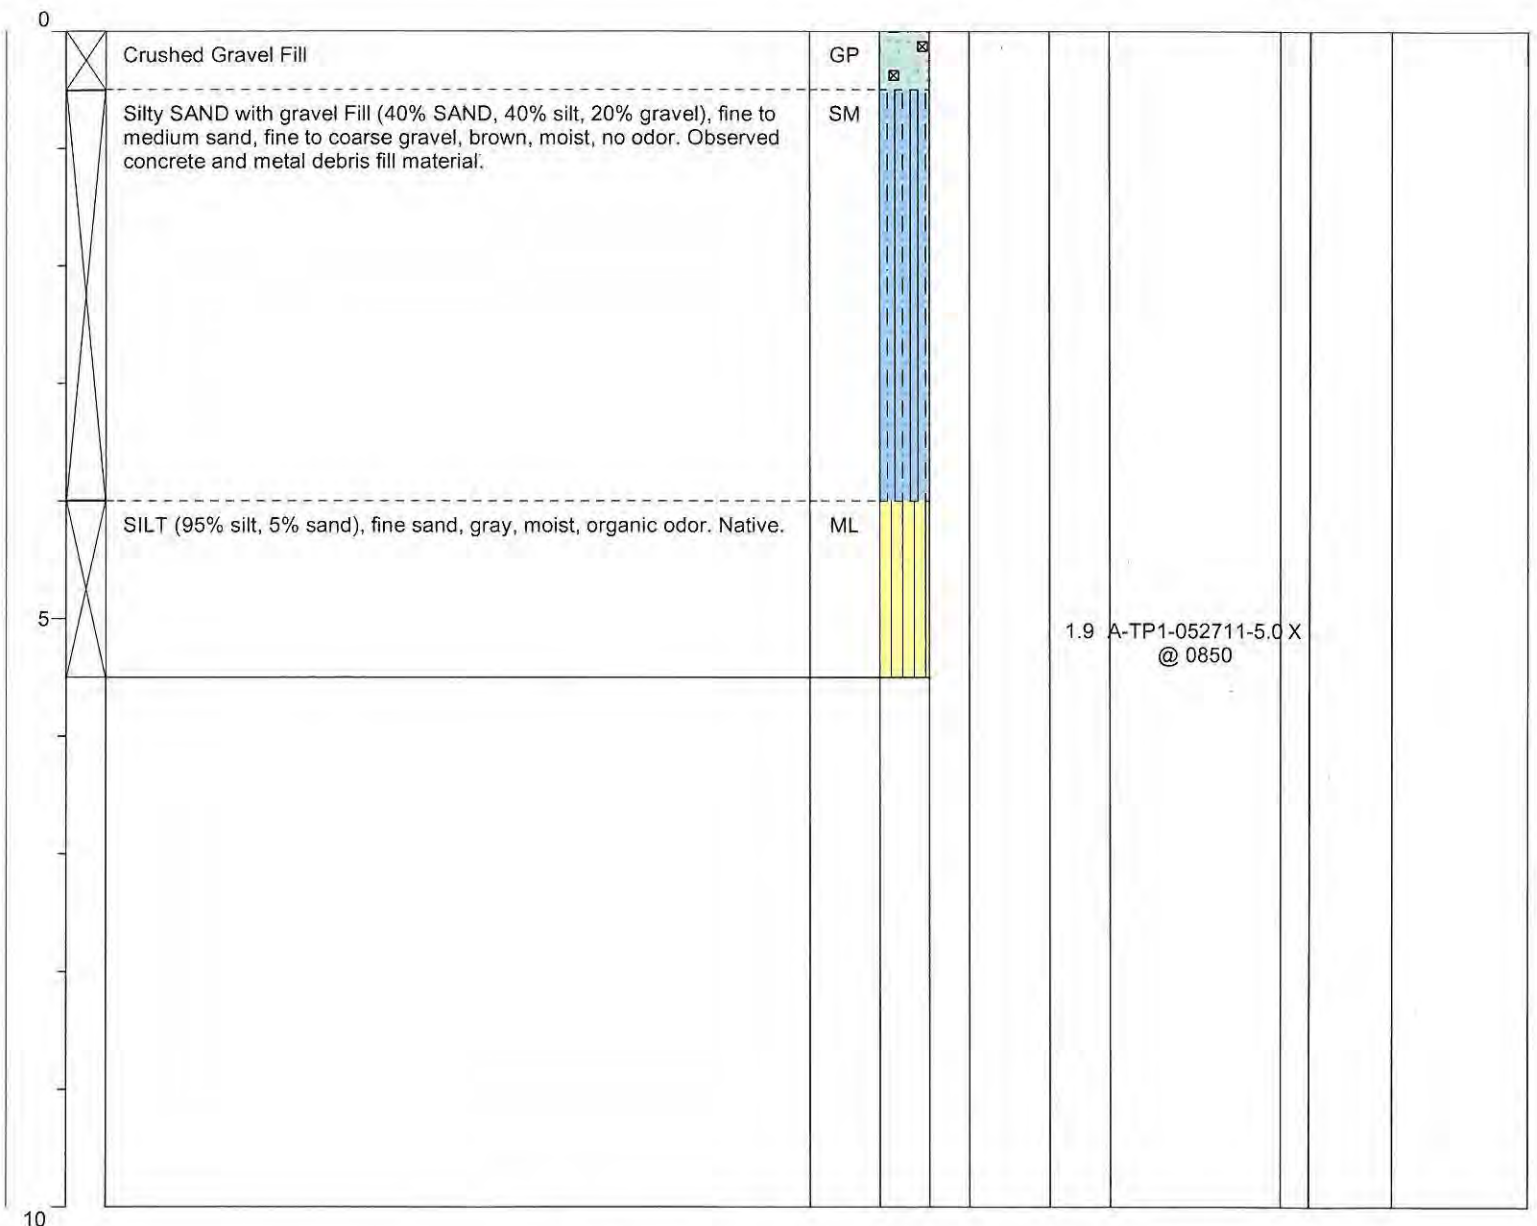 0
Crushed Gravel Fill GP
Silty SAND with gravel Fill (40% SAND, 40% silt, 20% gravel), fine to SM
medium sand, fine to coarse gravel, brown, moist, no odor. Observed
concrete and metal debris fill material.
SILT (95% silt, 5% sand), fine sand, gray, moist, organic odor. Native. ML
5
1.9 A-TP1-052711-5.0 X
@ 0850
10